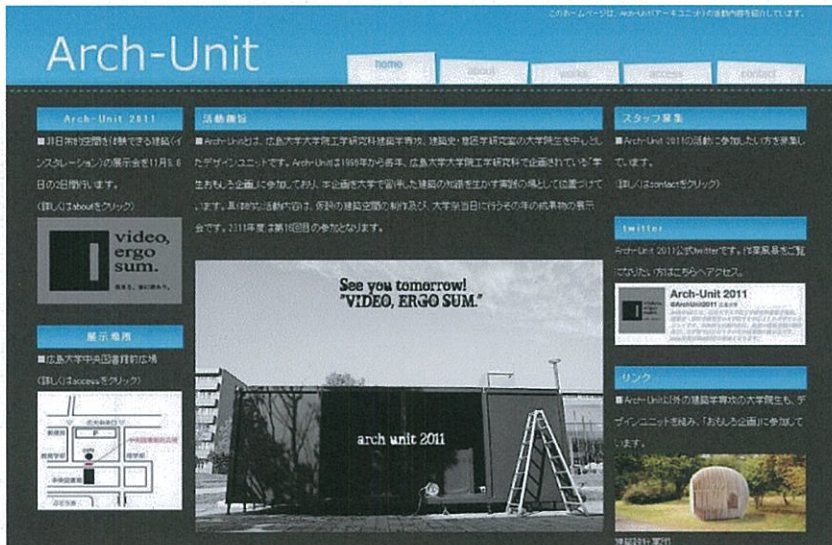 このホームページは、Arch-Unit(アーキユニット)の活動内容を紹介しています。
Arch-Unit
home
about
works
access
contact
Arch-Unit 2011
■非日常的空間を体験できる建築(イ
ンスタレーション)の展示会を11月5、6
日の2日間行います。
(詳しくはaboutをクリック)
video,
ergo
sum.
展示場所
■広島大学中央図書館前広場
(詳しくはaccessをクリック)
P
中央図書館前広場
中央図書館
活動趣旨
■Arch-Unitとは、広島大学大学院工学研究科建築学専攻、建築史・意匠学研究室の大学院生を中心とし
たデザインユニットです。Arch-Unitは1996年から毎年、広島大学大学院工学研究科で企画されている「学
生おもしろ企画」に参加しており、本企画を大学で習得した建築の知識を生かす実践の場として位置づけて
います。具体的な活動内容は、仮設の建築空間の制作及び、大学祭当日に行うその年の成果物の展示
会です。2011年度は第16回目の参加となります。
See you tomorrow!
"VIDEO, ERGO SUM."
arch unit 2011
スタッフ募集
■Arch-Unit 2011の活動に参加したい方を募集し
ています。
(詳しくはcontactをクリック)
twitter
Arch-Unit 2011公式twitterです。作業風景をご覧
になりたい方はこちらへアクセス。
Arch-Unit 2011
@ArchUnit2011
リンク
■Arch-Unit以外の建築学専攻の大学院生も、デ
ザインユニットを組み、「おもしろ企画」に参加して
います。